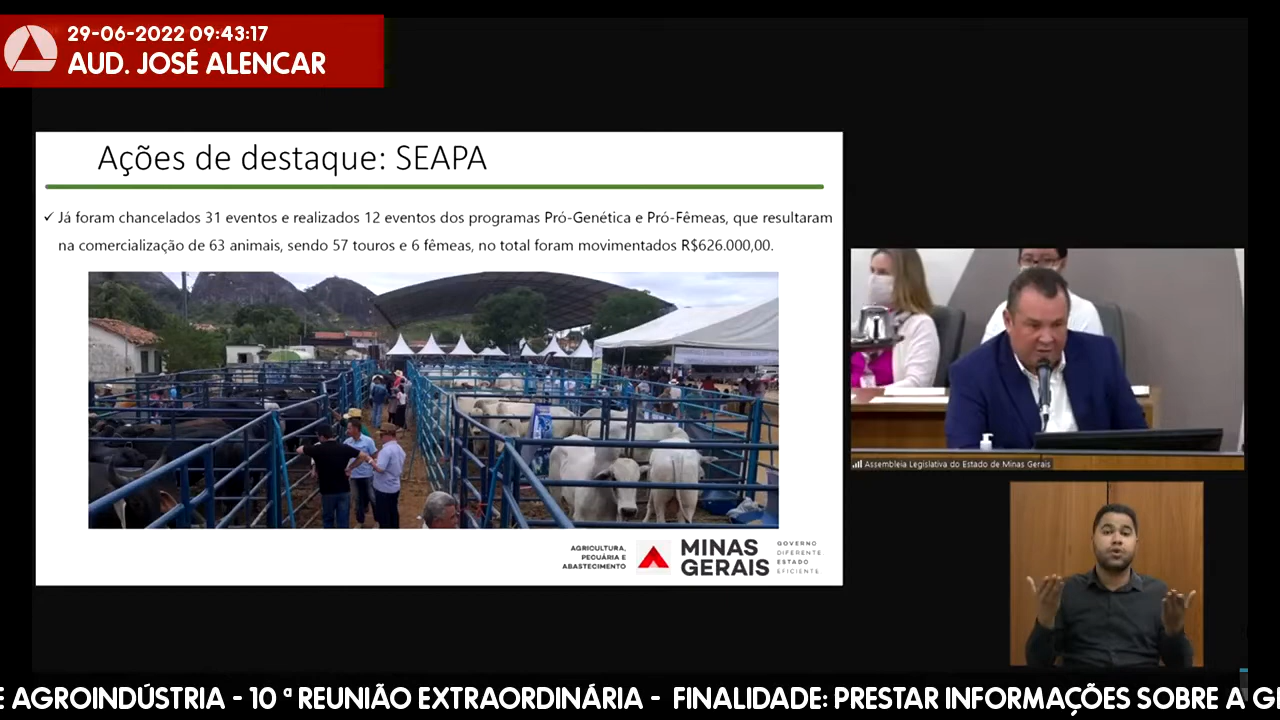 29-06-2022 09:43:17
AUD. JOSÉ ALENCAR
Ações de destaque: SEAPA
✓ Já foram chancelados 31 eventos e realizados 12 eventos dos programas Pró-Genética e Pró-Fêmeas, que resultaram
na comercialização de 63 animais, sendo 57 touros e 6 fêmeas, no total foram movimentados R$626.000,00.
Assembleia Legislativa do Estado de Minas Gerais
AGRICULTURA,
PECUÁRIA E
ABASTECIMENTO
MINAS
GERAIS
GOVERNO
DIFERENTE
ESTADO
EFICIENTE
E AGROINDÚSTRIA - 10 ª REUNIÃO EXTRAORDINÁRIA - FINALIDADE: PRESTAR INFORMAÇÕES SOBRE A G